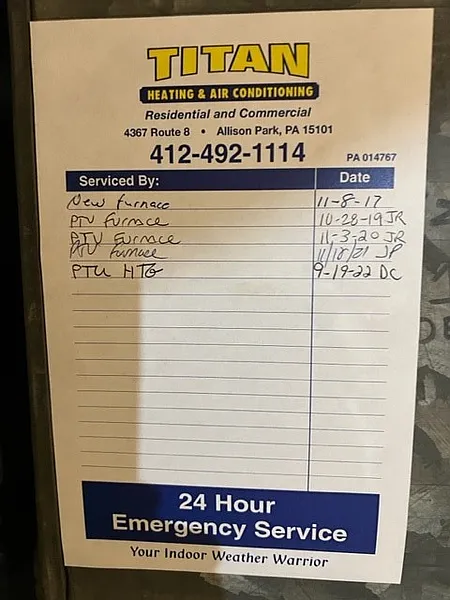 TITAN
HEATING & AIR CONDITIONING
Residential and Commercial
4367 Route 8 • Allison Park, PA 15101
412-492-1114 PA 014767
Serviced By: Date
New Furnace 11-8-17
PTU Furnace 10-28-19 JR
PTU Furnace 11-3-20 JR
PTU Furnace 11/18/21 JP
PTU HTG 9-19-22 DC
24 Hour
Emergency Service
Your Indoor Weather Warrior